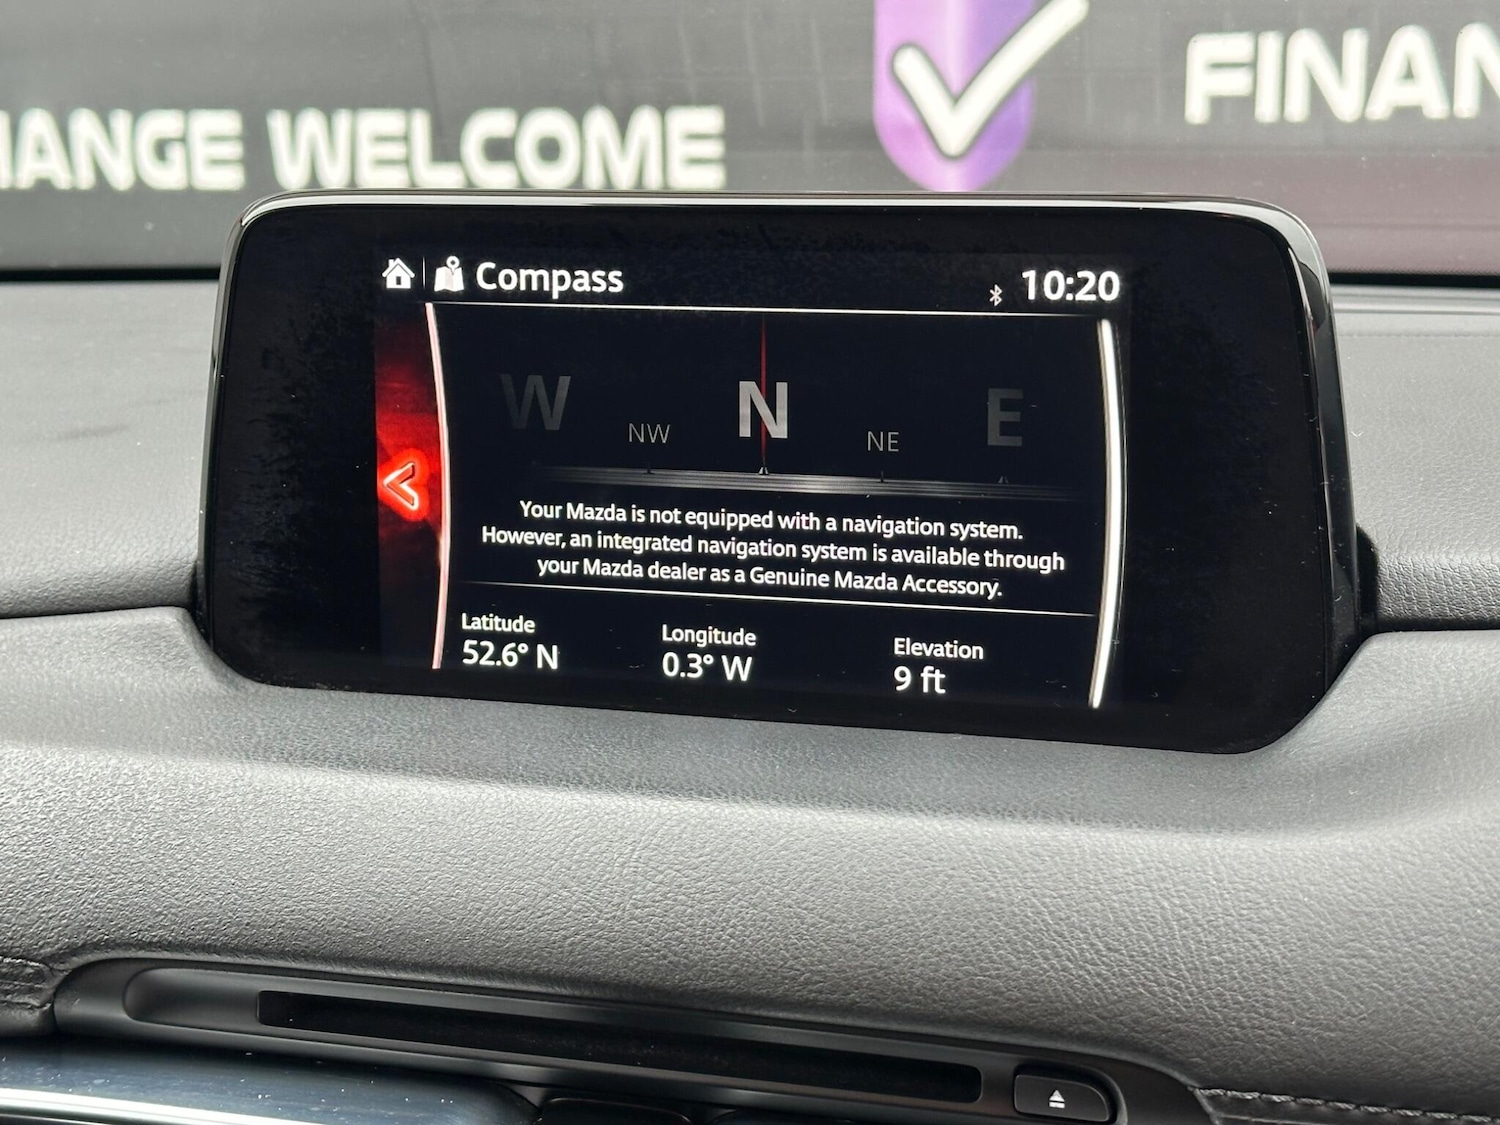 HANGE WELCOME
FINAN
Compass
10:20
W NW N NE E
Your Mazda is not equipped with a navigation system.
However, an integrated navigation system is available through
your Mazda dealer as a Genuine Mazda Accessory.
Latitude Longitude Elevation
52.6° N 0.3° W 9 ft